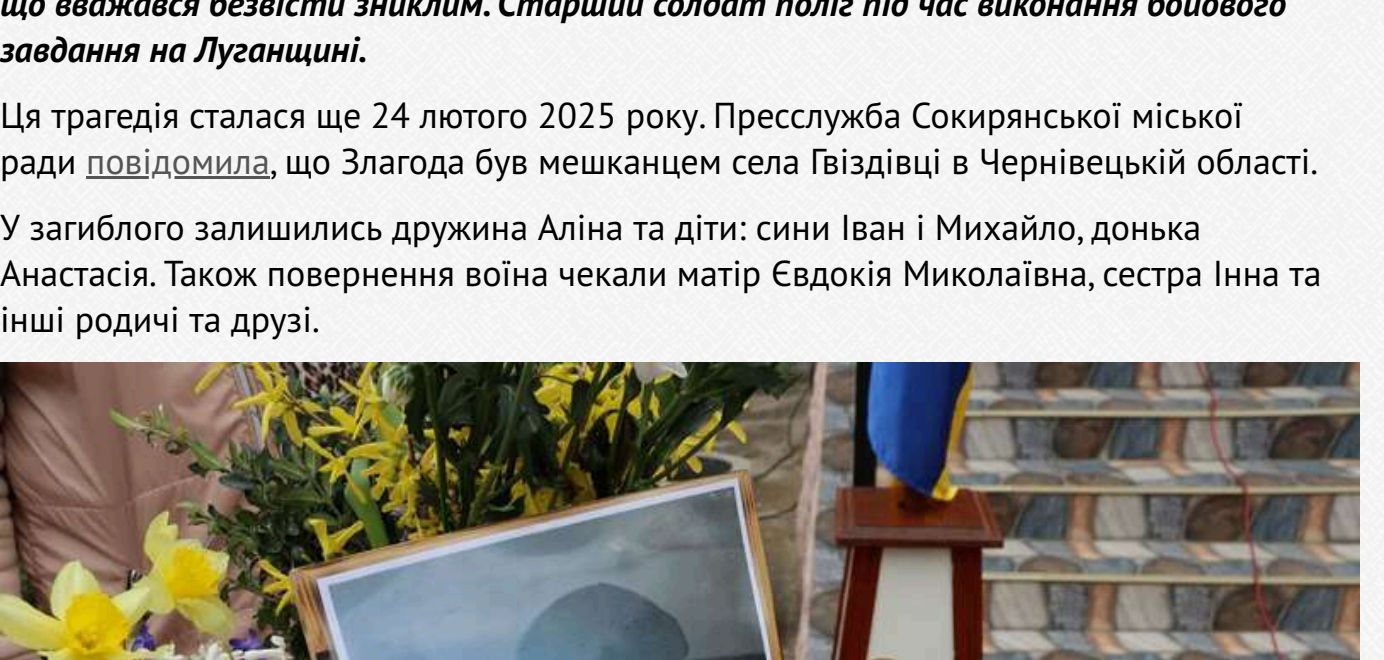 що вважався безвісти зниклим. Старший солдат поліг під час виконання бойового
завдання на Луганщині.
Ця трагедія сталася ще 24 лютого 2025 року. Пресслужба Сокирянської міської
ради повідомила, що Злагода був мешканцем села Гвіздівці в Чернівецькій області.
У загиблого залишились дружина Аліна та діти: сини Іван і Михайло, донька
Анастасія. Також повернення воїна чекали матір Євдокія Миколаївна, сестра Інна та
інші родичі та друзі.